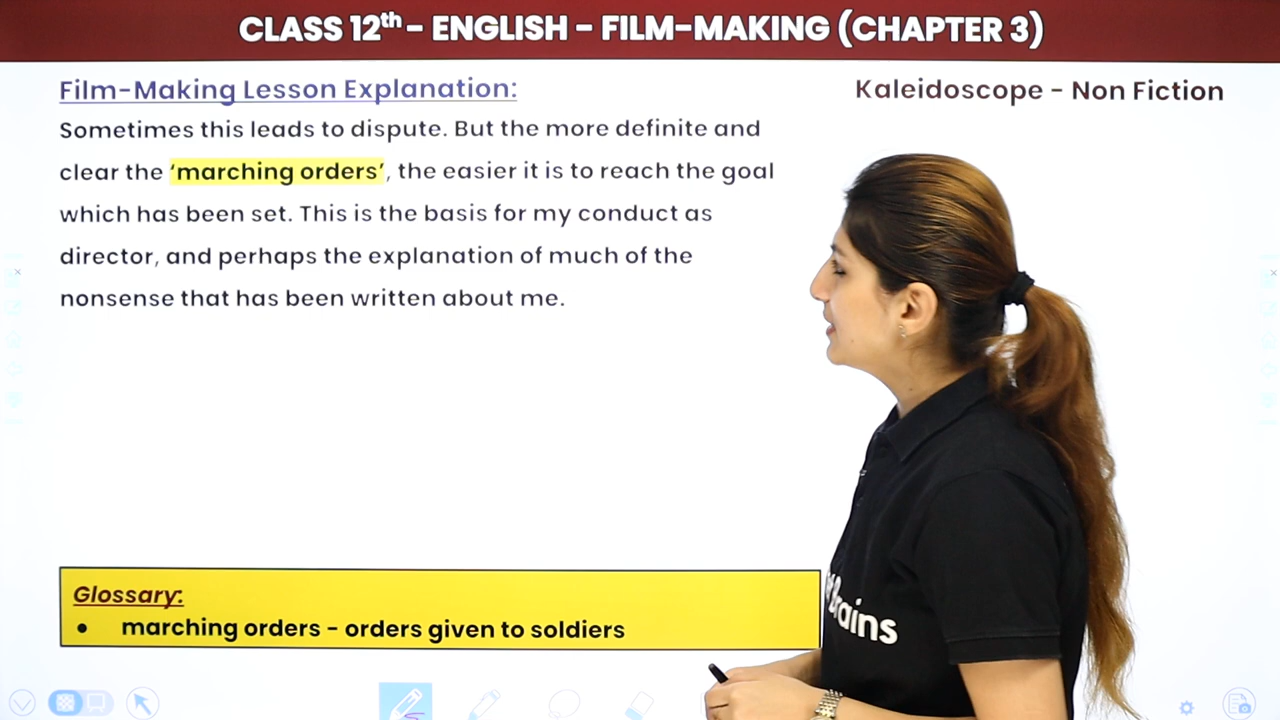 CLASS 12th - ENGLISH - FILM-MAKING (CHAPTER 3)
Film-Making Lesson Explanation:
Kaleidoscope - Non Fiction
Sometimes this leads to dispute. But the more definite and
clear the ‘marching orders’, the easier it is to reach the goal
which has been set. This is the basis for my conduct as
director, and perhaps the explanation of much of the
nonsense that has been written about me.
Glossary:
• marching orders - orders given to soldiers